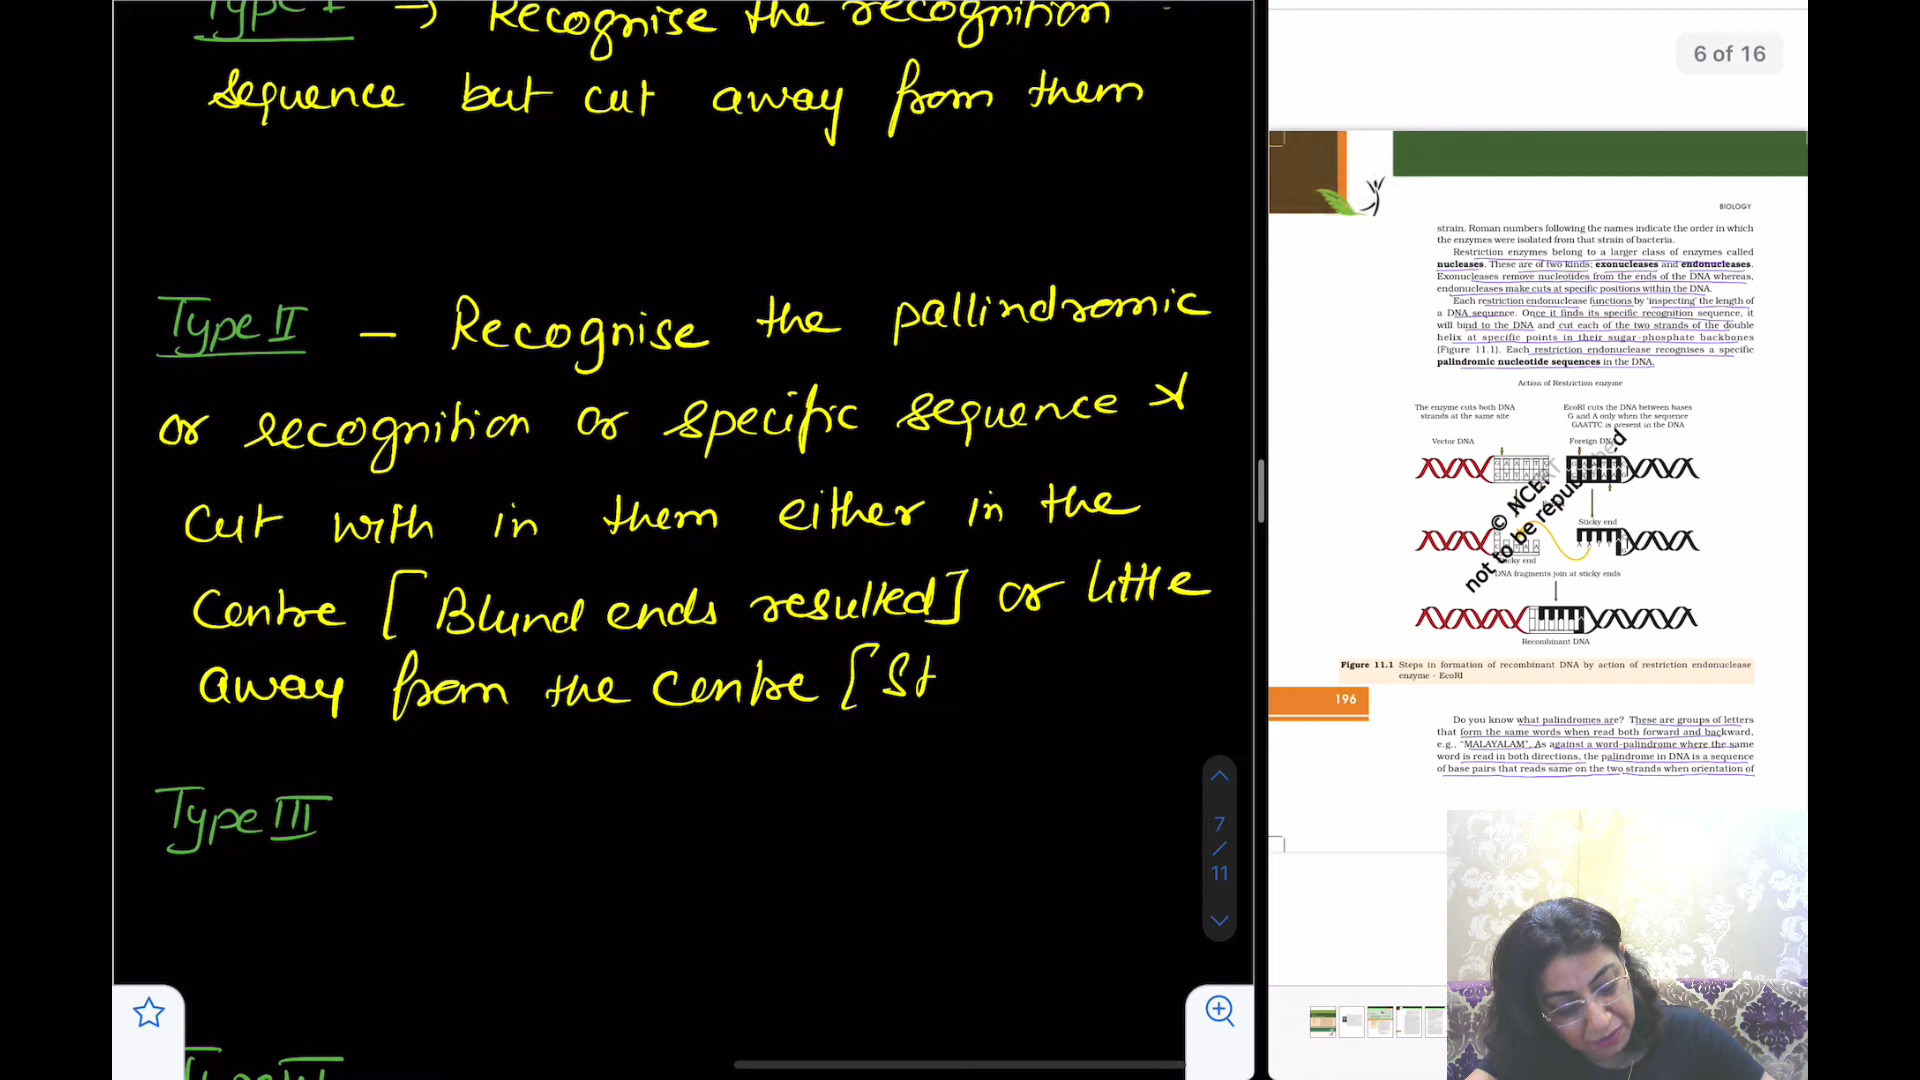 Type I → Recognise the recognition
sequence but cut away from them
Type II — Recognise the pallindromic
or recognition or specific sequence &
cut with in them either in the
centre [Blund ends resulted] or little
away from the centre [St
Type III
7
/
11
6 of 16
BIOLOGY
strain. Roman numbers following the names indicate the order in which
the enzymes were isolated from that strain of bacteria.
Restriction enzymes belong to a larger class of enzymes called
nucleases. These are of two kinds; exonucleases and endonucleases.
Exonucleases remove nucleotides from the ends of the DNA whereas,
endonucleases make cuts at specific positions within the DNA.
Each restriction endonuclease functions by 'inspecting' the length of
a DNA sequence. Once it finds its specific recognition sequence, it
will bind to the DNA and cut each of the two strands of the double
helix at specific points in their sugar-phosphate backbones
(Figure 11.1). Each restriction endonuclease recognises a specific
palindromic nucleotide sequences in the DNA.
Action of Restriction enzyme
The enzyme cuts both DNA
strands at the same site
EcoRI cuts the DNA between bases
G and A only when the sequence
GAATTC is present in the DNA
Vector DNA
Foreign DNA
© NCERT
not to be republished
Sticky end
Sticky end
DNA fragments join at sticky ends
Recombinant DNA
Figure 11.1 Steps in formation of recombinant DNA by action of restriction endonuclease
enzyme - EcoRI
196
Do you know what palindromes are? These are groups of letters
that form the same words when read both forward and backward,
e.g., "MALAYALAM". As against a word-palindrome where the same
word is read in both directions, the palindrome in DNA is a sequence
of base pairs that reads same on the two strands when orientation of